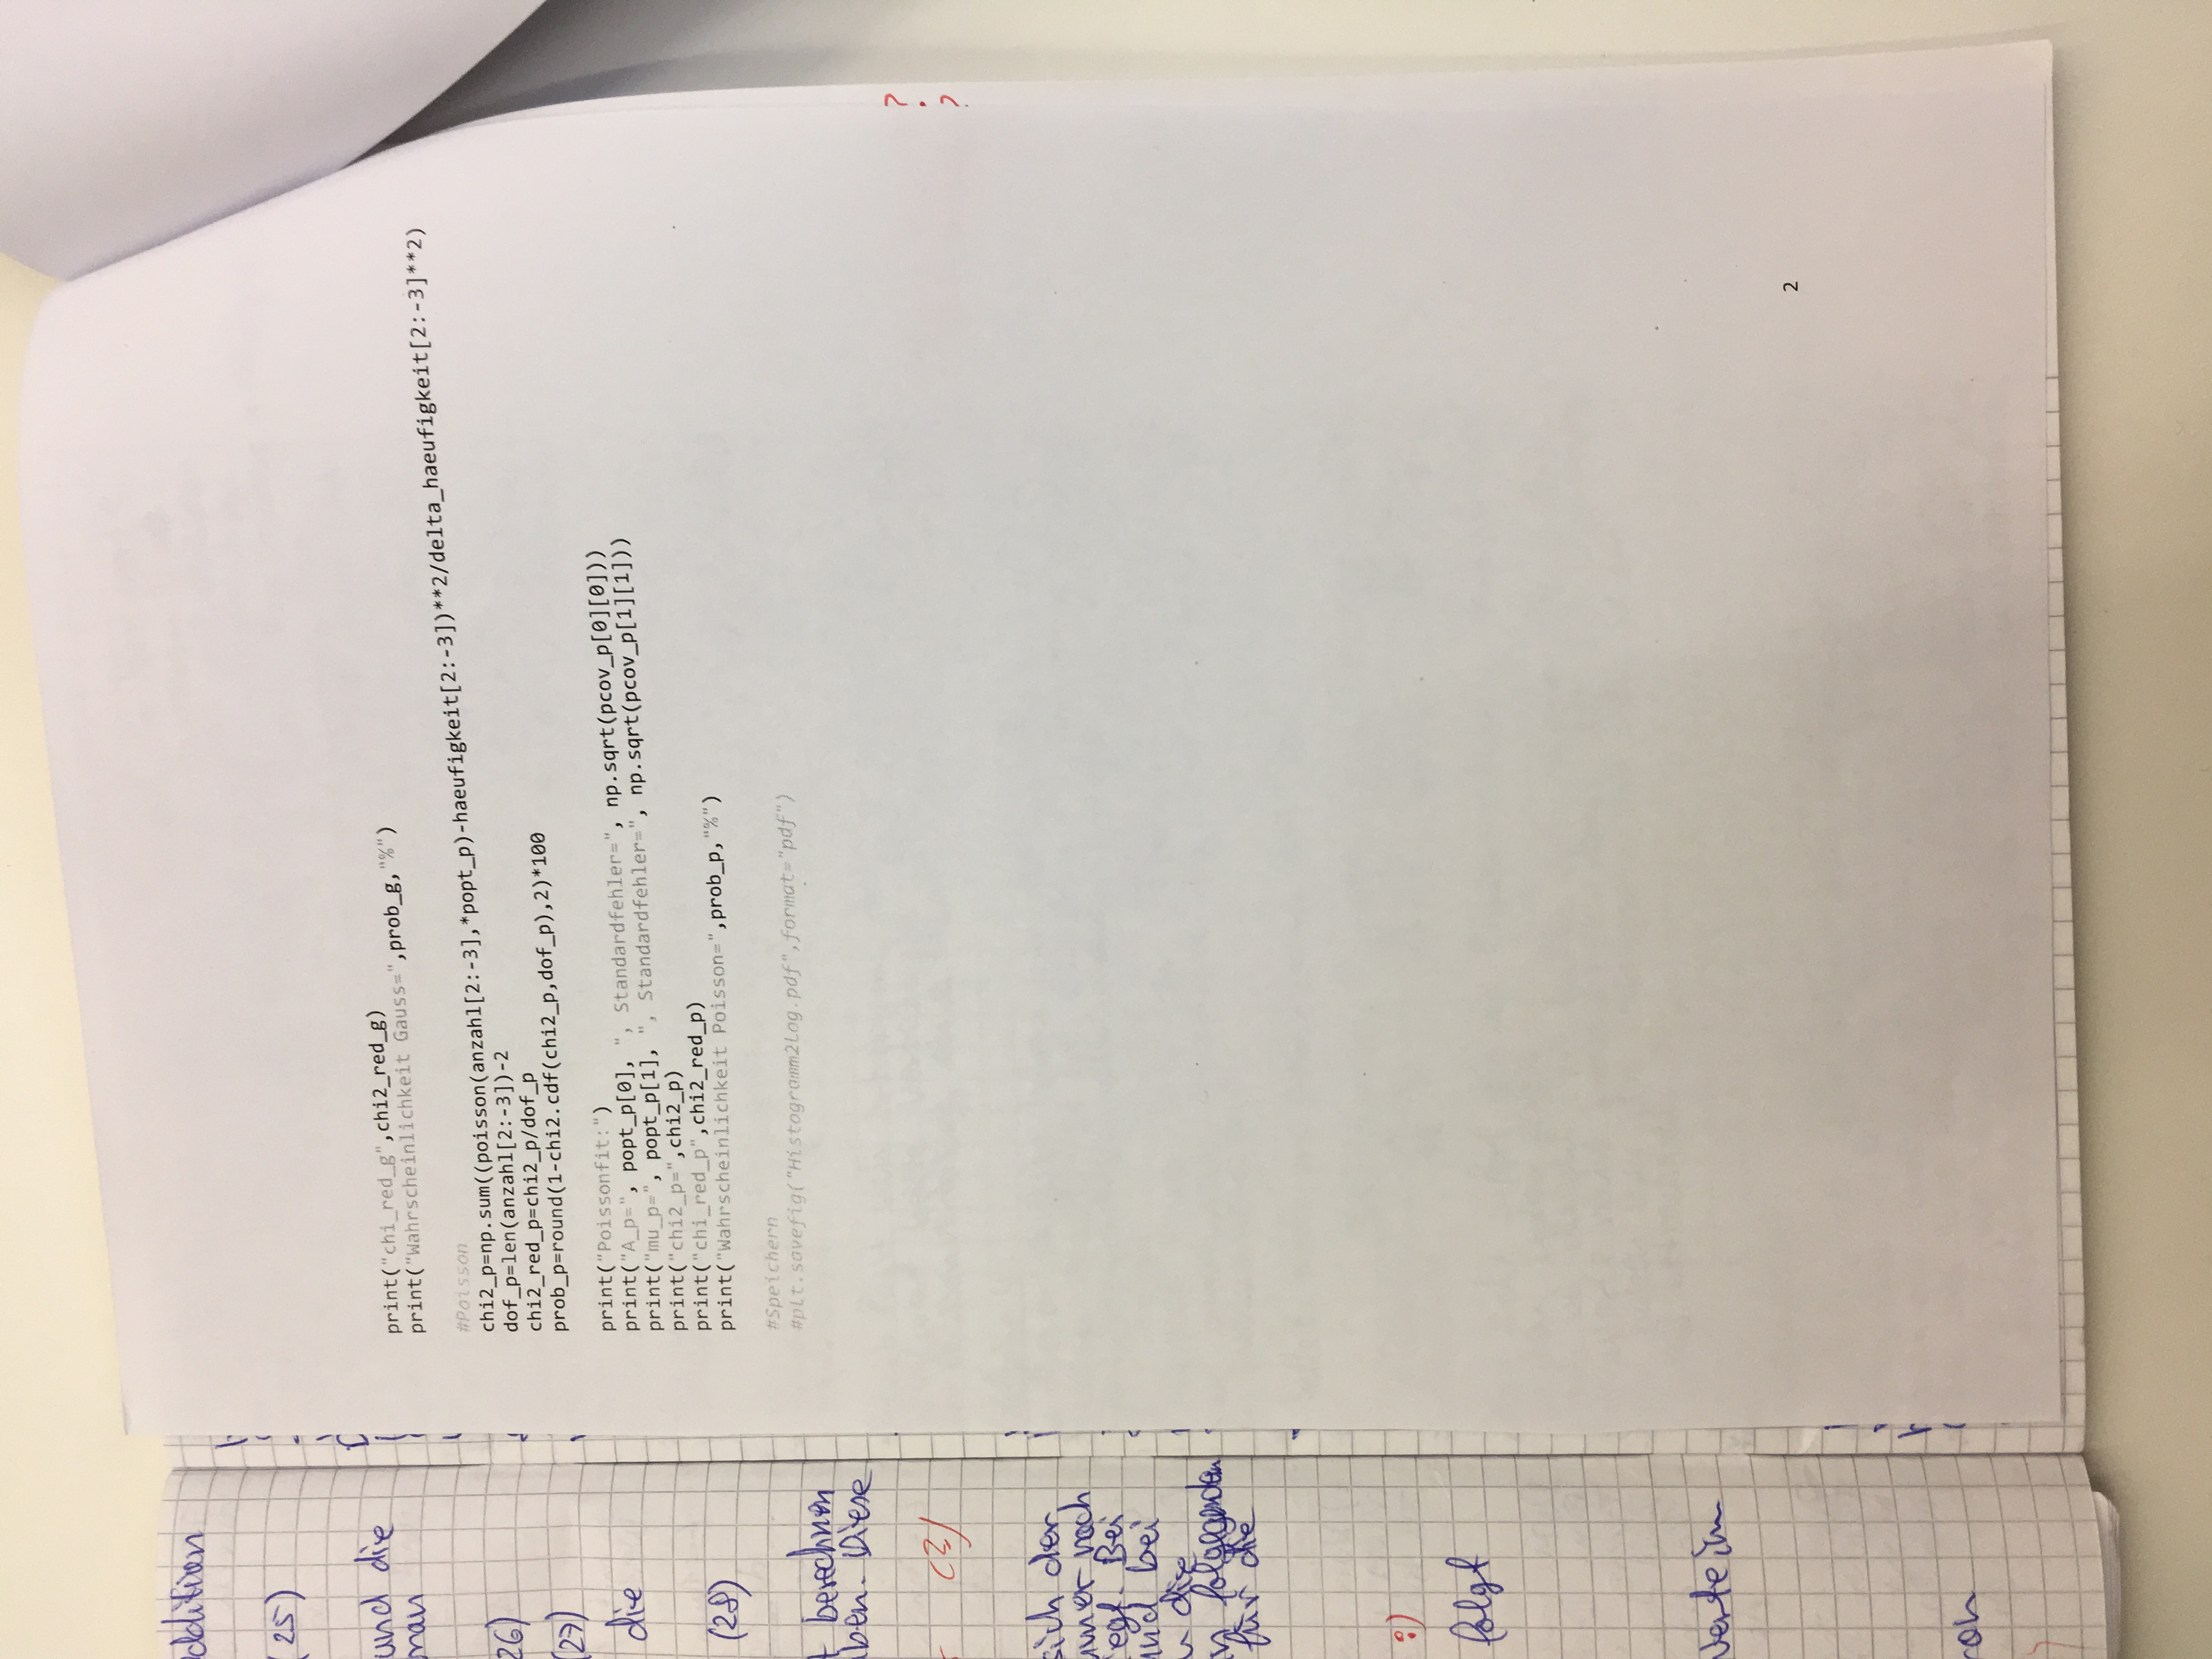 ddition
(25)
und die
man
26)
(27)
die
(28)
berechnen
ben. Diese
(3)
sich der
immer noch
iegt. Bei
und bei
die
in folgegenden
für die
:)
folgt
Werte im
ron
print("chi_red_g",chi2_red_g)
print("Wahrscheinlichkeit Gauss=",prob_g,"%")
#Poisson
chi2_p=np.sum((poisson(anzahl[2:-3],*popt_p)-haeufigkeit[2:-3])**2/delta_haeufigkeit[2:-3]**2)
dof_p=len(anzahl[2:-3])-2
chi2_red_p=chi2_p/dof_p
prob_p=round(1-chi2.cdf(chi2_p,dof_p),2)*100
print("Poissonfit:")
print("A_p=", popt_p[0], ", Standardfehler=", np.sqrt(pcov_p[0][0]))
print("mu_p=", popt_p[1], ", Standardfehler=", np.sqrt(pcov_p[1][1]))
print("chi2_p=",chi2_p)
print("chi_red_p",chi2_red_p)
print("Wahrscheinlichkeit Poisson=",prob_p,"%")
#Speichern
#plt.savefig("Histogramm2Log.pdf",format="pdf")
?
?
2